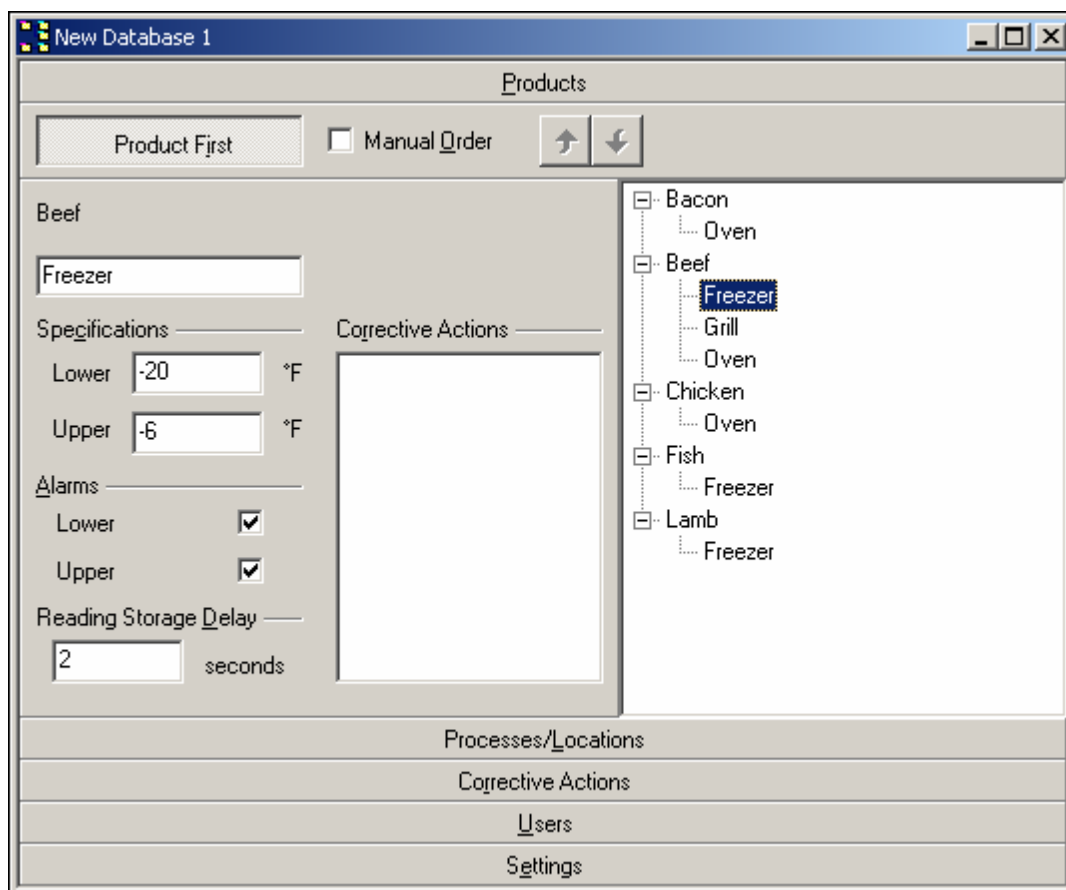 New Database 1
Products
Product First
Manual Order
Beef
Freezer
Specifications
Lower -20 °F
Upper -6 °F
Alarms
Lower
Upper
Reading Storage Delay
2 seconds
Corrective Actions
Bacon
Oven
Beef
Freezer
Grill
Oven
Chicken
Oven
Fish
Freezer
Lamb
Freezer
Processes/Locations
Corrective Actions
Users
Settings